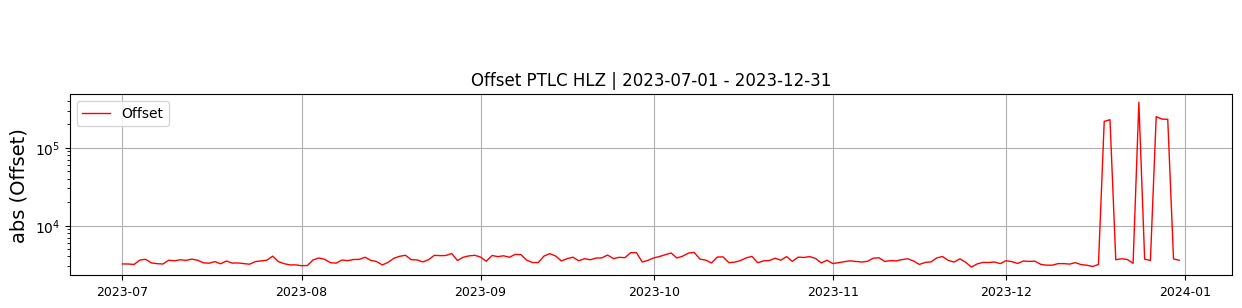 Offset PTLC HLZ | 2023-07-01 - 2023-12-31
Offset
abs (Offset)
10^5
10^4
2023-07 2023-08 2023-09 2023-10 2023-11 2023-12 2024-01